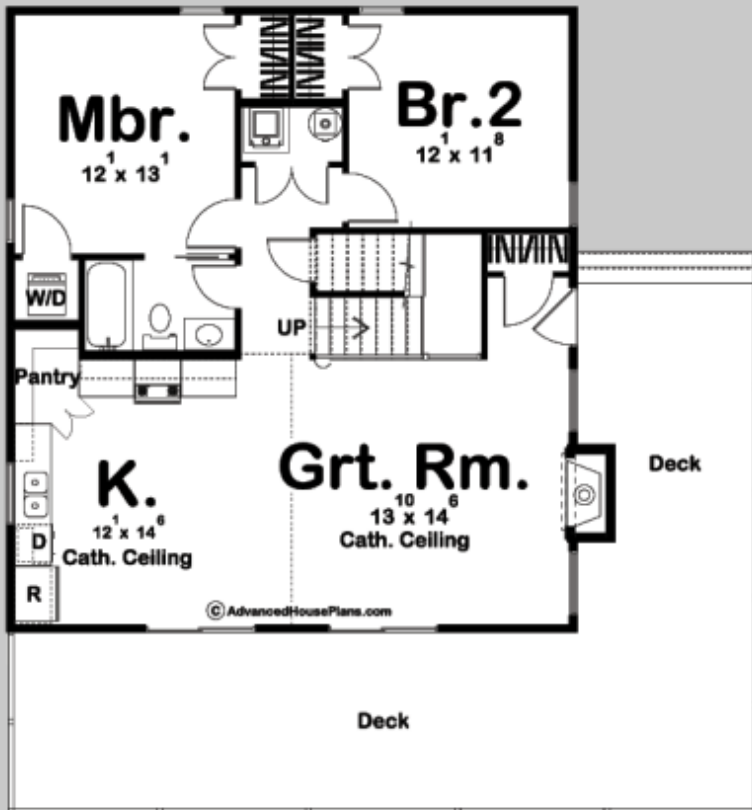 Mbr.
12¹ x 13¹
Br.2
12¹ x 11⁸
W/D
UP
Pantry
K.
12¹ x 14⁶
Cath. Ceiling
Grt. Rm.
13¹⁰ x 14⁶
Cath. Ceiling
Deck
D
R
© AdvancedHousePlans.com
Deck